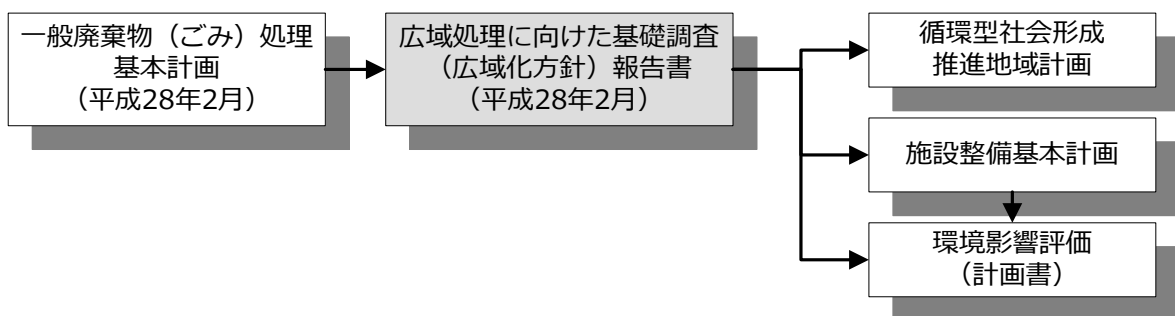 一般廃棄物（ごみ）処理
基本計画
（平成28年2月）
広域処理に向けた基礎調査
（広域化方針）報告書
（平成28年2月）
循環型社会形成
推進地域計画
施設整備基本計画
環境影響評価
（計画書）